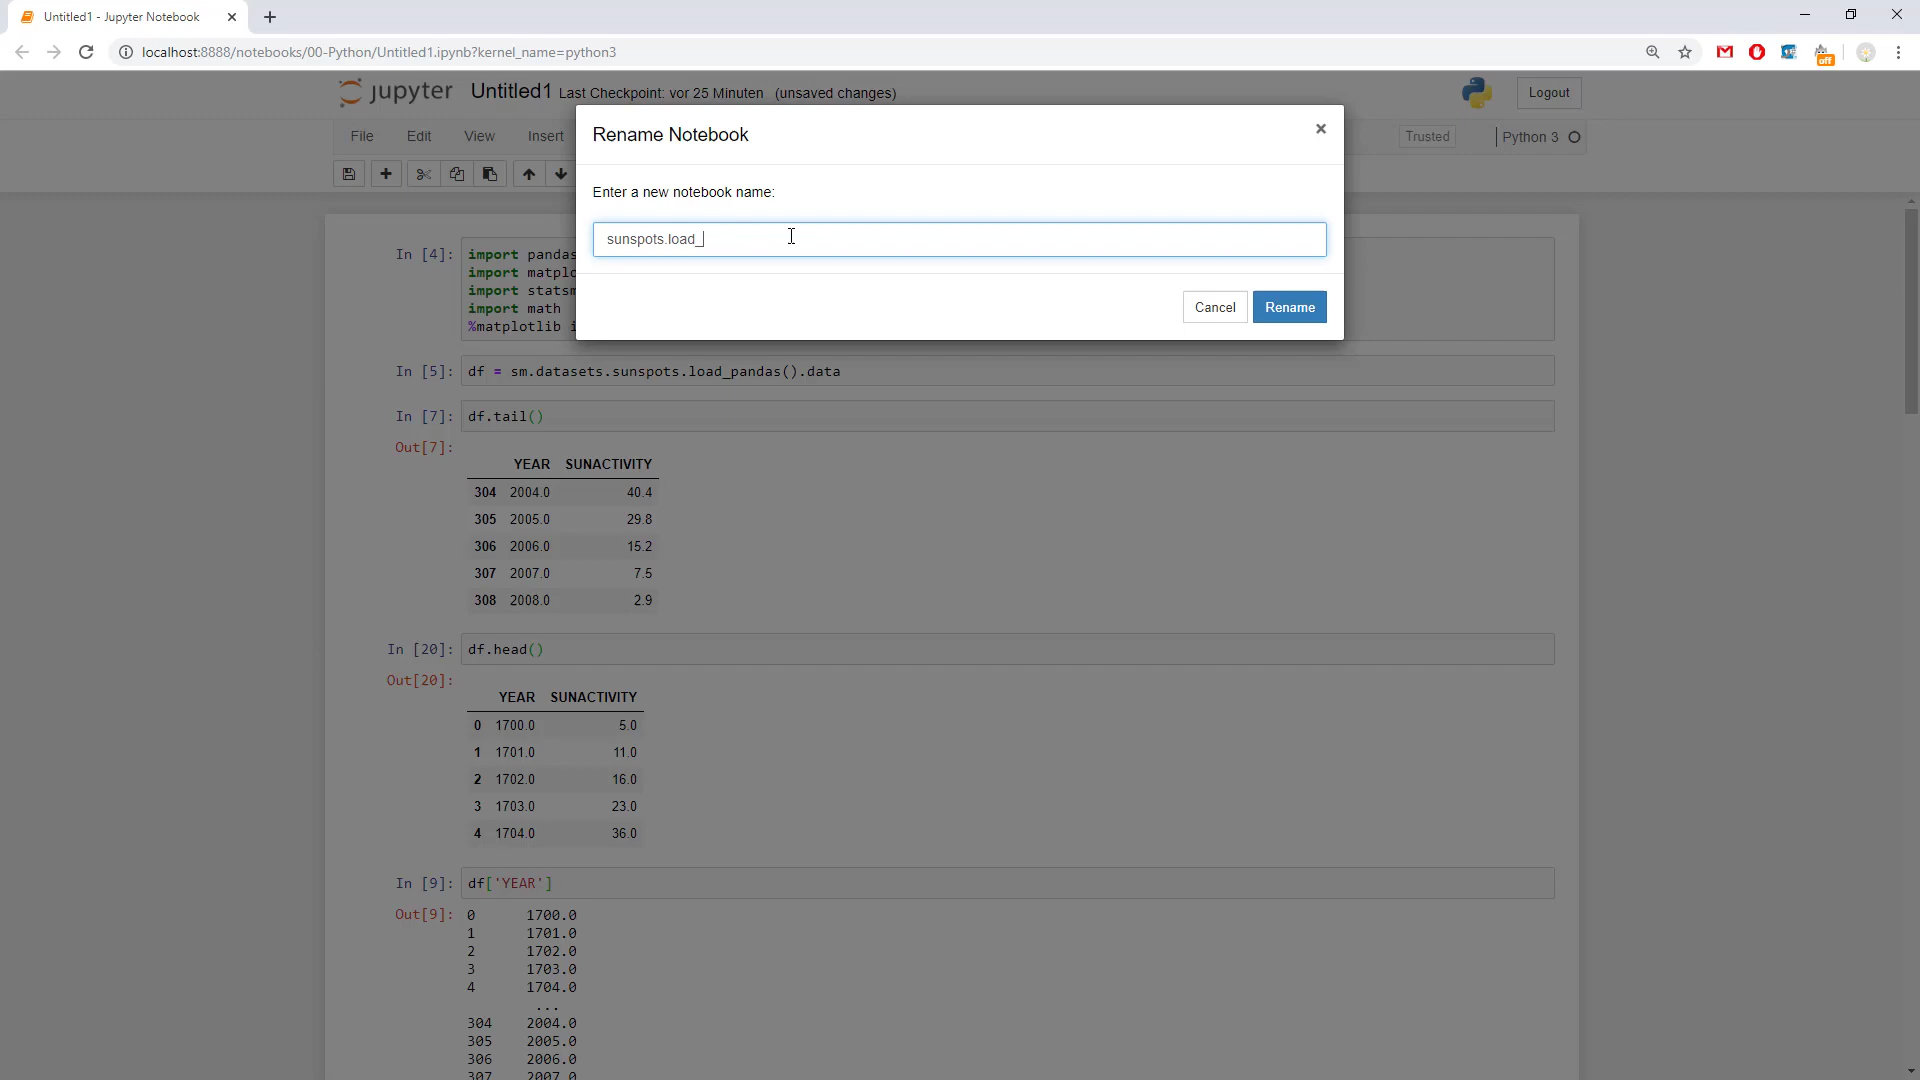 Untitled1 - Jupyter Notebook
localhost:8888/notebooks/00-Python/Untitled1.ipynb?kernel_name=python3
off
jupyter Untitled1 Last Checkpoint: vor 25 Minuten (unsaved changes)
Logout
File Edit View Insert
Trusted
Python 3
Rename Notebook
Enter a new notebook name:
sunspots.load_
Cancel Rename
In [4]: import pandas
import matplo
import statsm
import math
%matplotlib i
In [5]: df = sm.datasets.sunspots.load_pandas().data
In [7]: df.tail()
Out[7]:
YEAR SUNACTIVITY
304 2004.0 40.4
305 2005.0 29.8
306 2006.0 15.2
307 2007.0 7.5
308 2008.0 2.9
In [20]: df.head()
Out[20]:
YEAR SUNACTIVITY
0 1700.0 5.0
1 1701.0 11.0
2 1702.0 16.0
3 1703.0 23.0
4 1704.0 36.0
In [9]: df['YEAR']
Out[9]: 0 1700.0
1 1701.0
2 1702.0
3 1703.0
4 1704.0
...
304 2004.0
305 2005.0
306 2006.0
307 2007.0